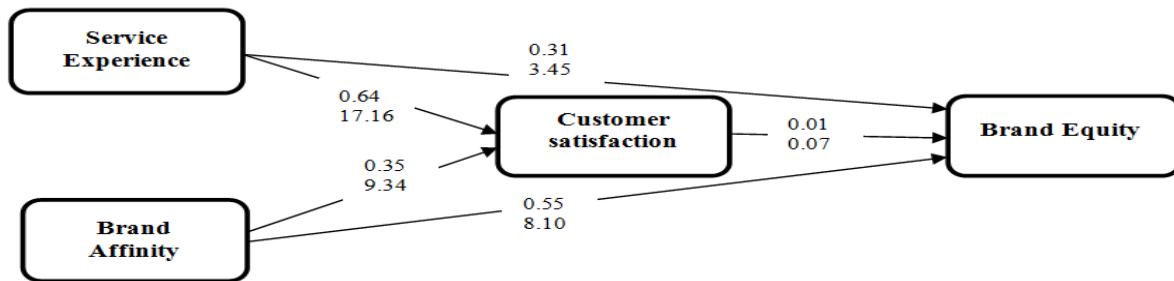 Service
Experience
0.31
3.45
0.64
17.16
Customer
satisfaction
0.01
0.07
Brand Equity
0.35
9.34
Brand
Affinity
0.55
8.10